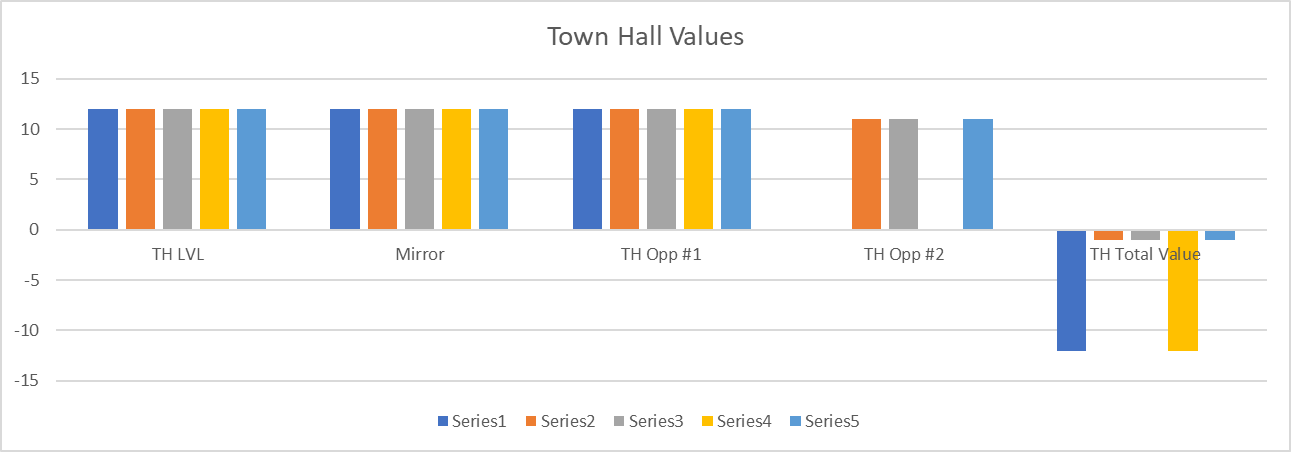 Town Hall Values
15
10
5
0
-5
-10
-15
TH LVL
Mirror
TH Opp #1
TH Opp #2
TH Total Value
Series1
Series2
Series3
Series4
Series5